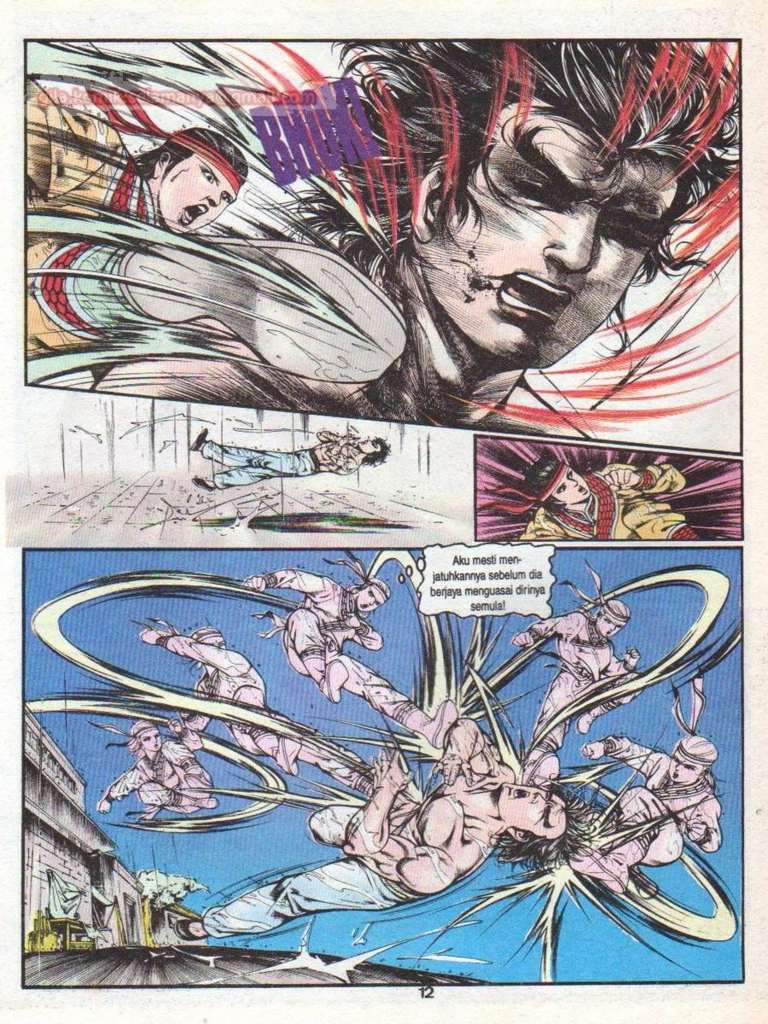 BHUK!
Aku mesti men-
jatuhkannya sebelum dia
berjaya menguasai dirinya
semula!
12